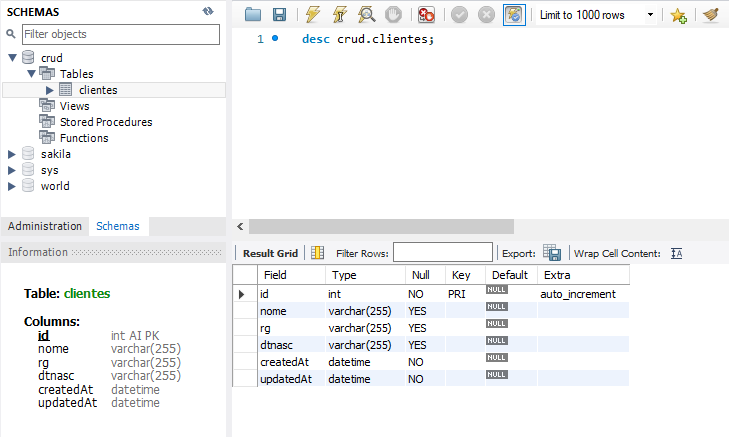 SCHEMAS
Filter objects
crud
Tables
clientes
Views
Stored Procedures
Functions
sakila
sys
world
Administration Schemas
Information
Table: clientes
Columns:
id int AI PK
nome varchar(255)
rg varchar(255)
dtnasc varchar(255)
createdAt datetime
updatedAt datetime
Limit to 1000 rows
1 desc crud.clientes;
Result Grid Filter Rows: Export: Wrap Cell Content: IA
Field Type Null Key Default Extra
id int NO PRI NULL auto_increment
nome varchar(255) YES NULL
rg varchar(255) YES NULL
dtnasc varchar(255) YES NULL
createdAt datetime NO NULL
updatedAt datetime NO NULL